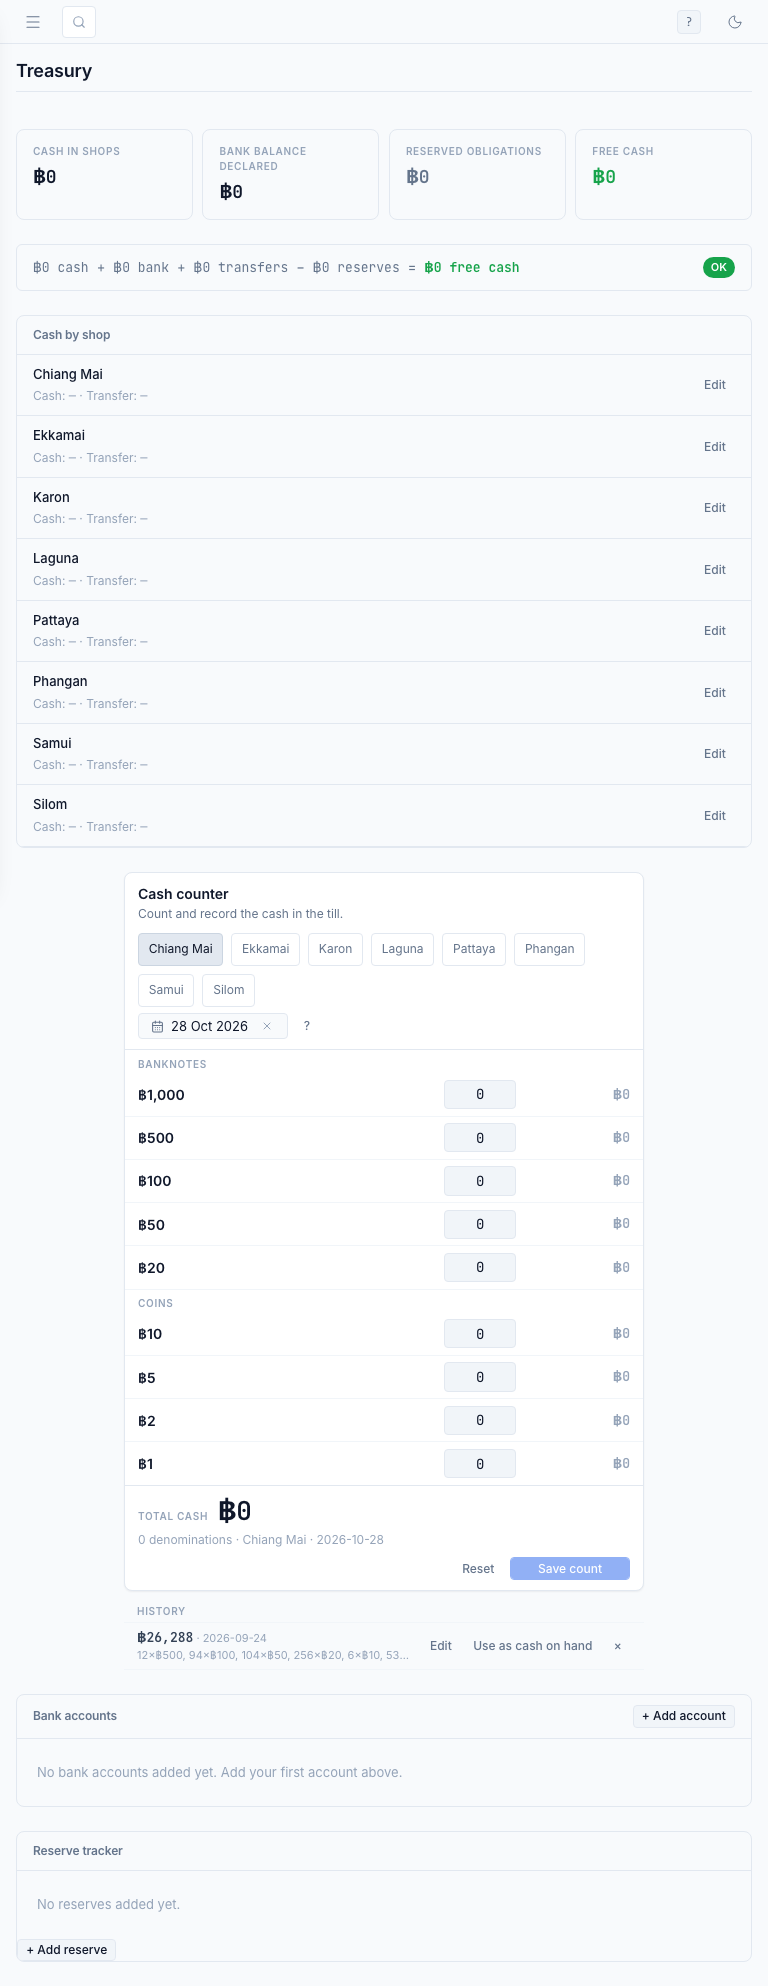 ?
Treasury
CASH IN SHOPS
฿0
BANK BALANCE
DECLARED
฿0
RESERVED OBLIGATIONS
฿0
FREE CASH
฿0
฿0 cash + ฿0 bank + ฿0 transfers − ฿0 reserves = ฿0 free cash
OK
Cash by shop
Chiang Mai
Cash: — · Transfer: —
Edit
Ekkamai
Cash: — · Transfer: —
Edit
Karon
Cash: — · Transfer: —
Edit
Laguna
Cash: — · Transfer: —
Edit
Pattaya
Cash: — · Transfer: —
Edit
Phangan
Cash: — · Transfer: —
Edit
Samui
Cash: — · Transfer: —
Edit
Silom
Cash: — · Transfer: —
Edit
Cash counter
Count and record the cash in the till.
Chiang Mai Ekkamai Karon Laguna Pattaya Phangan
Samui Silom
28 Oct 2026 × ?
BANKNOTES
฿1,000 0 ฿0
฿500 0 ฿0
฿100 0 ฿0
฿50 0 ฿0
฿20 0 ฿0
COINS
฿10 0 ฿0
฿5 0 ฿0
฿2 0 ฿0
฿1 0 ฿0
TOTAL CASH ฿0
0 denominations · Chiang Mai · 2026-10-28
Reset Save count
HISTORY
฿26,288 · 2026-09-24
12×฿500, 94×฿100, 104×฿50, 256×฿20, 6×฿10, 53…
Edit Use as cash on hand ×
Bank accounts
+ Add account
No bank accounts added yet. Add your first account above.
Reserve tracker
No reserves added yet.
+ Add reserve